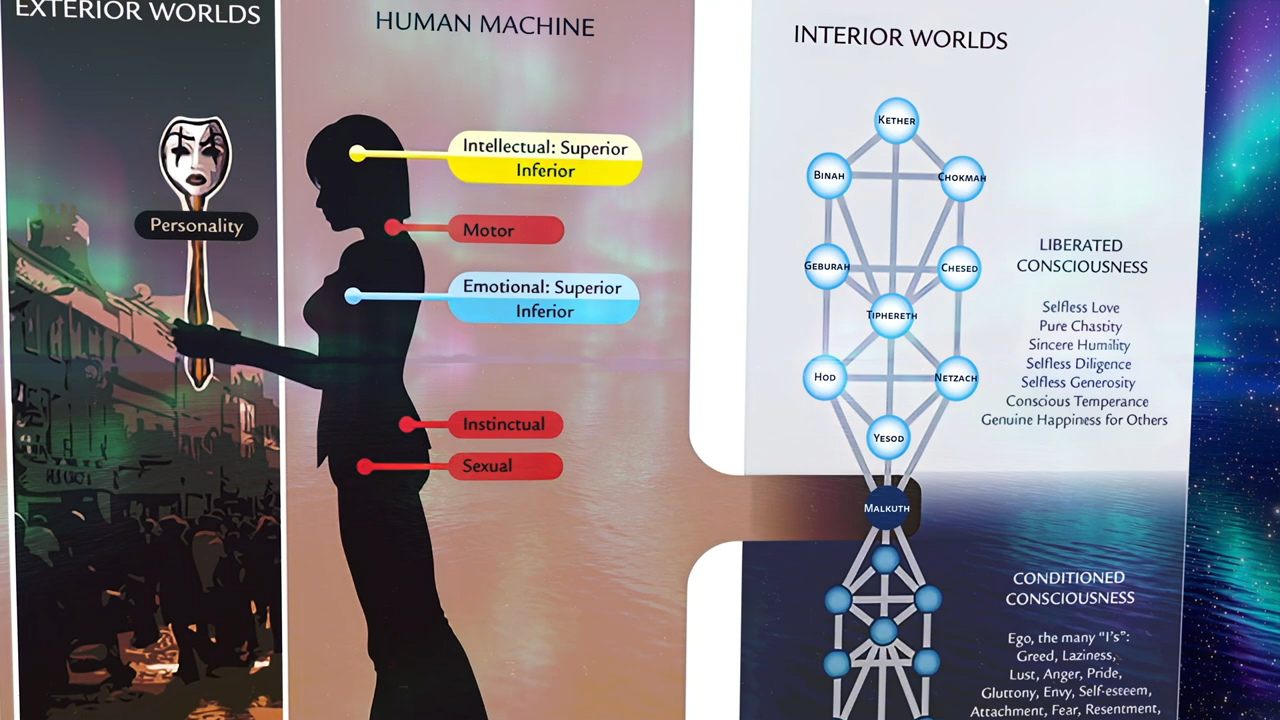 EXTERIOR WORLDS
Personality
HUMAN MACHINE
Intellectual: Superior
Inferior
Motor
Emotional: Superior
Inferior
Instinctual
Sexual
INTERIOR WORLDS
KETHER
BINAH
CHOKMAH
GEBURAH
CHESED
TIPHERETH
HOD
NETZACH
YESOD
MALKUTH
LIBERATED
CONSCIOUSNESS
Selfless Love
Pure Chastity
Sincere Humility
Selfless Diligence
Selfless Generosity
Conscious Temperance
Genuine Happiness for Others
CONDITIONED
CONSCIOUSNESS
Ego, the many "I's":
Greed, Laziness,
Lust, Anger, Pride,
Gluttony, Envy, Self-esteem,
Attachment, Fear, Resentment,